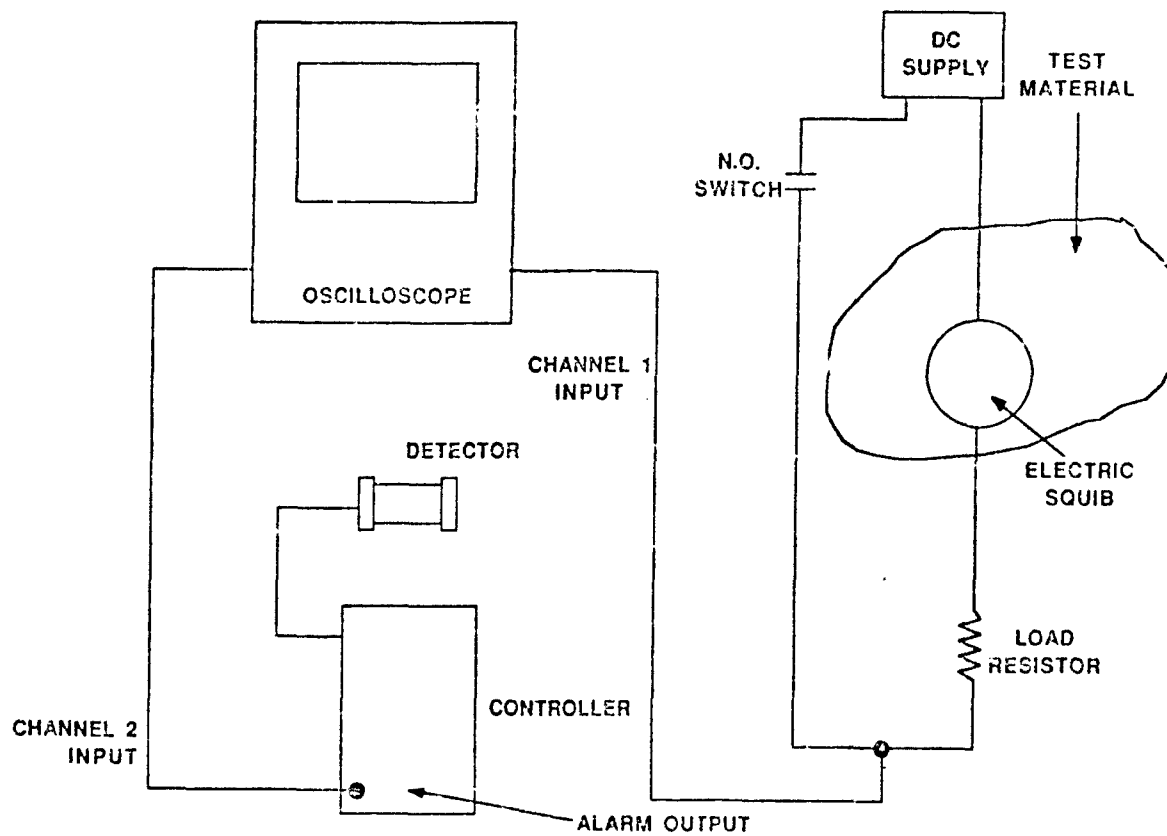 DC
SUPPLY
TEST
MATERIAL
N.O.
SWITCH
OSCILLOSCOPE
CHANNEL 1
INPUT
DETECTOR
ELECTRIC
SQUIB
LOAD
RESISTOR
CONTROLLER
CHANNEL 2
INPUT
ALARM OUTPUT